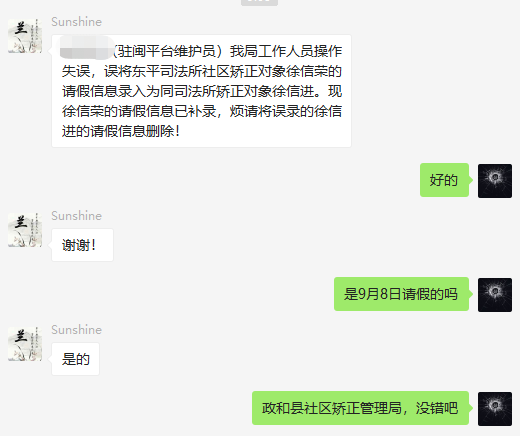 Sunshine
(驻闽平台维护员)我局工作人员操作
失误，误将东平司法所社区矫正对象徐信荣的
请假信息录入为同司法所矫正对象徐信进。现
徐信荣的请假信息已补录，烦请将误录的徐信
进的请假信息删除！
好的
Sunshine
谢谢！
是9月8日请假的吗
Sunshine
是的
政和县社区矫正管理局，没错吧